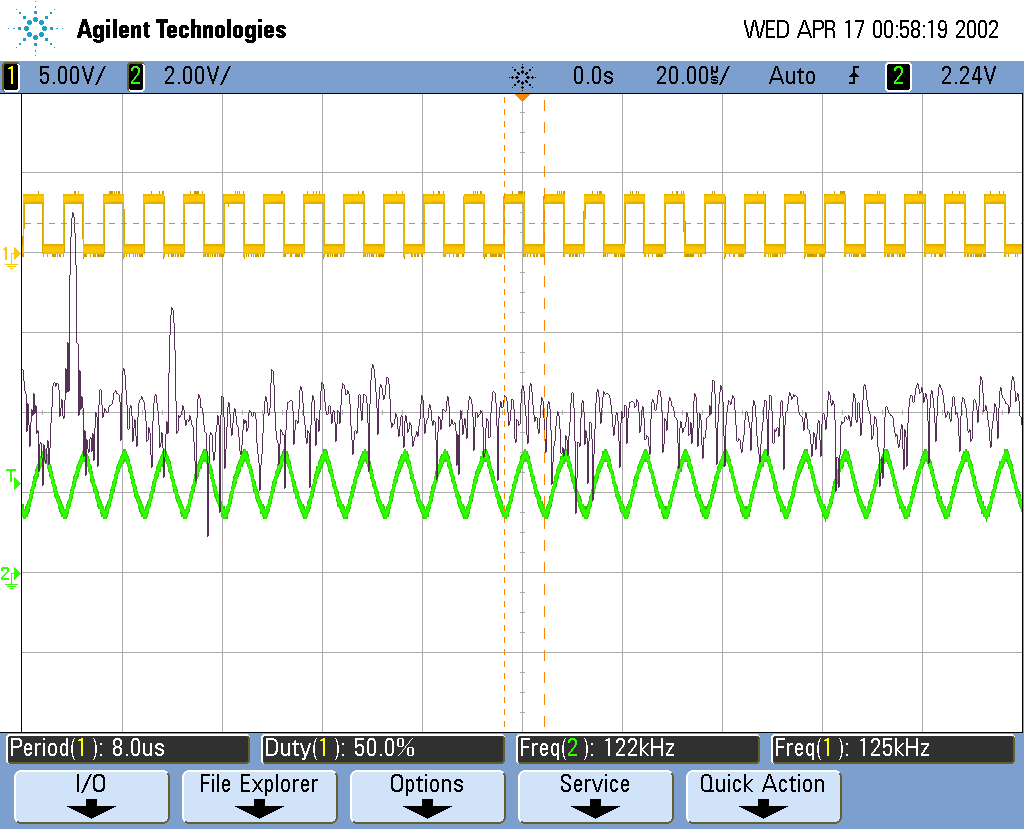 Agilent Technologies WED APR 17 00:58:19 2002
1 5.00V/ 2 2.00V/ 0.0s 20.00µs/ Auto 2 2.24V
1
T
2
Period(1): 8.0us Duty(1): 50.0% Freq(2): 122kHz Freq(1): 125kHz
I/O File Explorer Options Service Quick Action